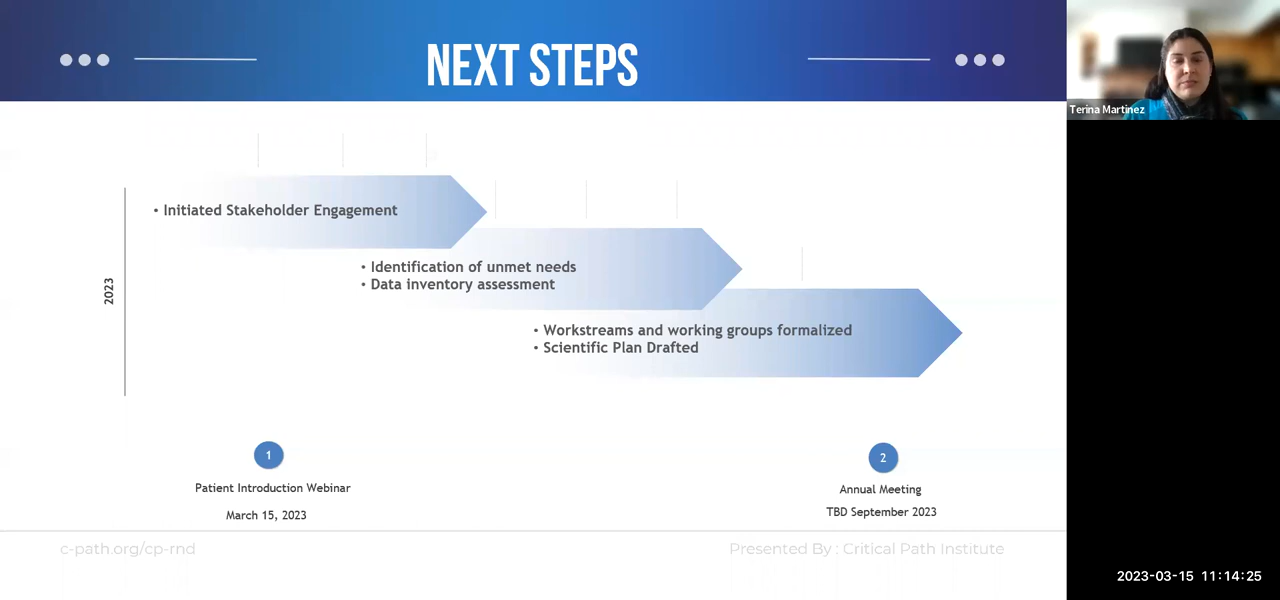 NEXT STEPS
Terina Martinez
2023
• Initiated Stakeholder Engagement
• Identification of unmet needs
• Data inventory assessment
• Workstreams and working groups formalized
• Scientific Plan Drafted
1
Patient Introduction Webinar
March 15, 2023
2
Annual Meeting
TBD September 2023
c-path.org/cp-rnd
Presented By : Critical Path Institute
2023-03-15 11:14:25